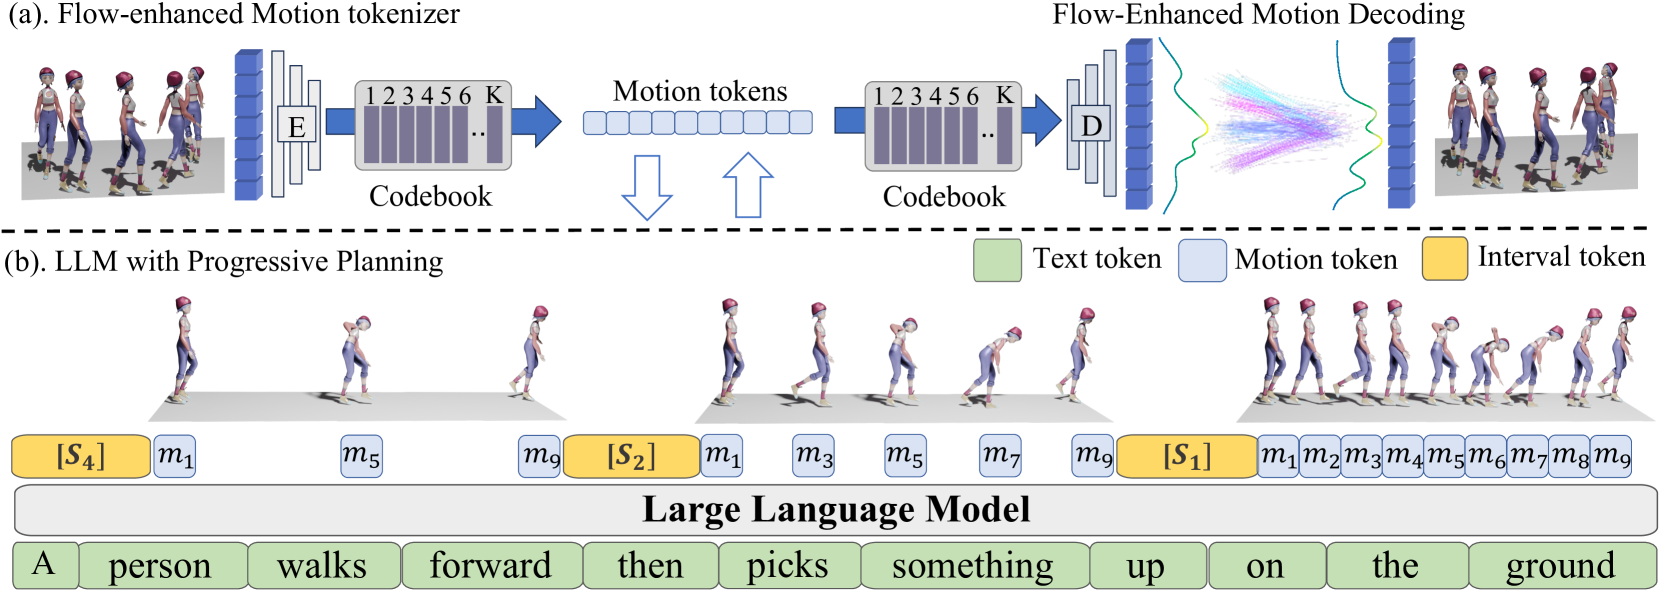 (a). Flow-enhanced Motion tokenizer
Flow-Enhanced Motion Decoding
E
1 2 3 4 5 6 K
..
Codebook
Motion tokens
1 2 3 4 5 6 K
..
Codebook
D
(b). LLM with Progressive Planning
Text token
Motion token
Interval token
[S4] m1 m5 m9 [S2] m1 m3 m5 m7 m9 [S1] m1 m2 m3 m4 m5 m6 m7 m8 m9
Large Language Model
A person walks forward then picks something up on the ground